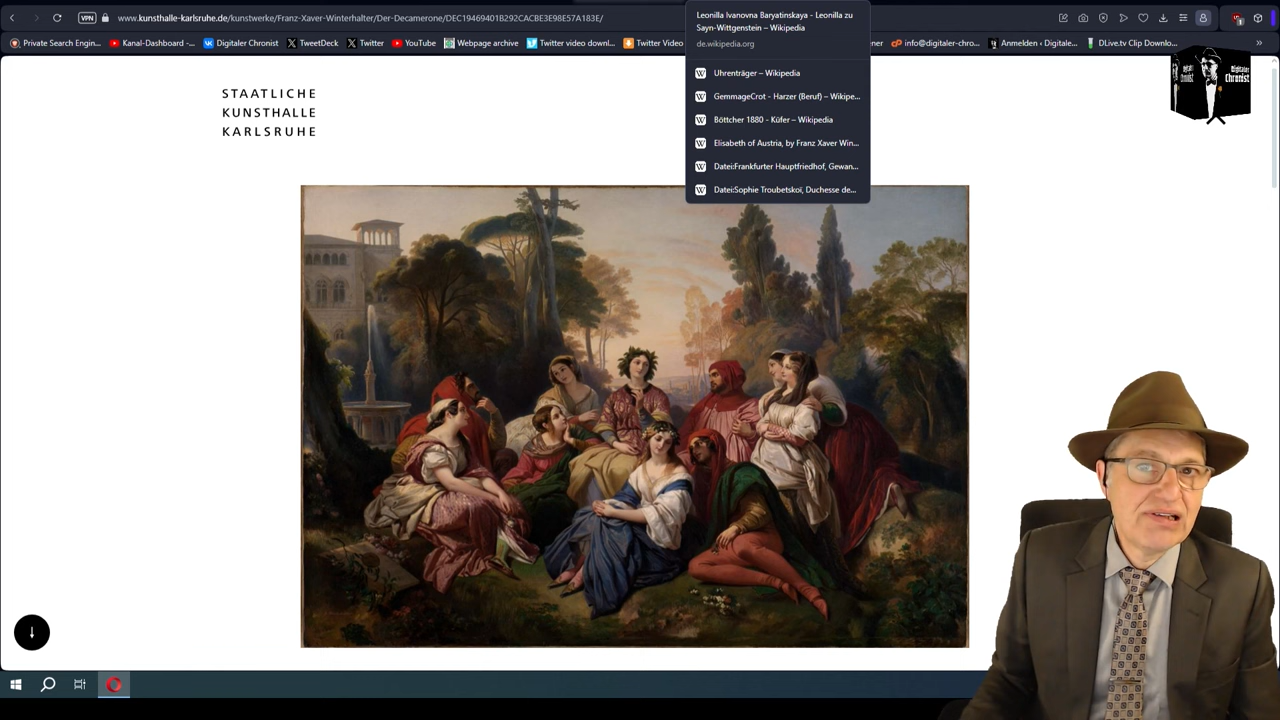 VPN
www.kunsthalle-karlsruhe.de/kunstwerke/Franz-Xaver-Winterhalter/Der-Decamerone/DEC19469401B292CACBE3E98E57A183E/
Leonilla Ivanovna Baryatinskaya - Leonilla zu
Sayn-Wittgenstein – Wikipedia
de.wikipedia.org
Private Search Engin...
Kanal-Dashboard -...
Digitaler Chronist
TweetDeck
Twitter
YouTube
Webpage archive
Twitter video downl...
Twitter Video
ner
info@digitaler-chro...
Anmelden ‹ Digitale...
DLive.tv Clip Downlo...
»
Uhrenträger – Wikipedia
GemmageCrot - Harzer (Beruf) – Wikipe...
Böttcher 1880 - Küfer – Wikipedia
Elisabeth of Austria, by Franz Xaver Win...
Datei:Frankfurter Hauptfriedhof, Gewan...
Datei:Sophie Troubetskoï, Duchesse de...
STAATLICHE
KUNSTHALLE
KARLSRUHE
Digitaler
Chronist